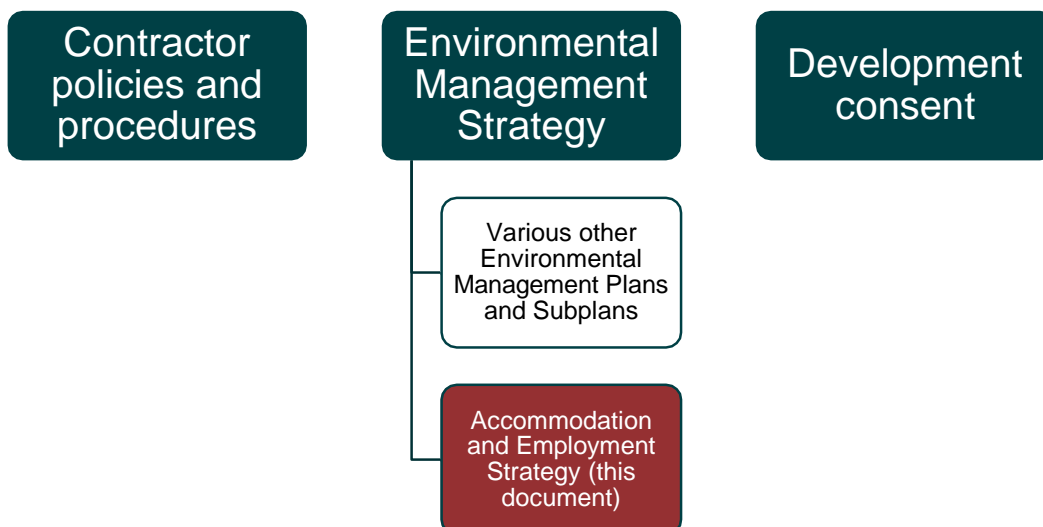 Contractor
policies and
procedures
Environmental
Management
Strategy
Development
consent
Various other
Environmental
Management Plans
and Subplans
Accommodation
and Employment
Strategy (this
document)